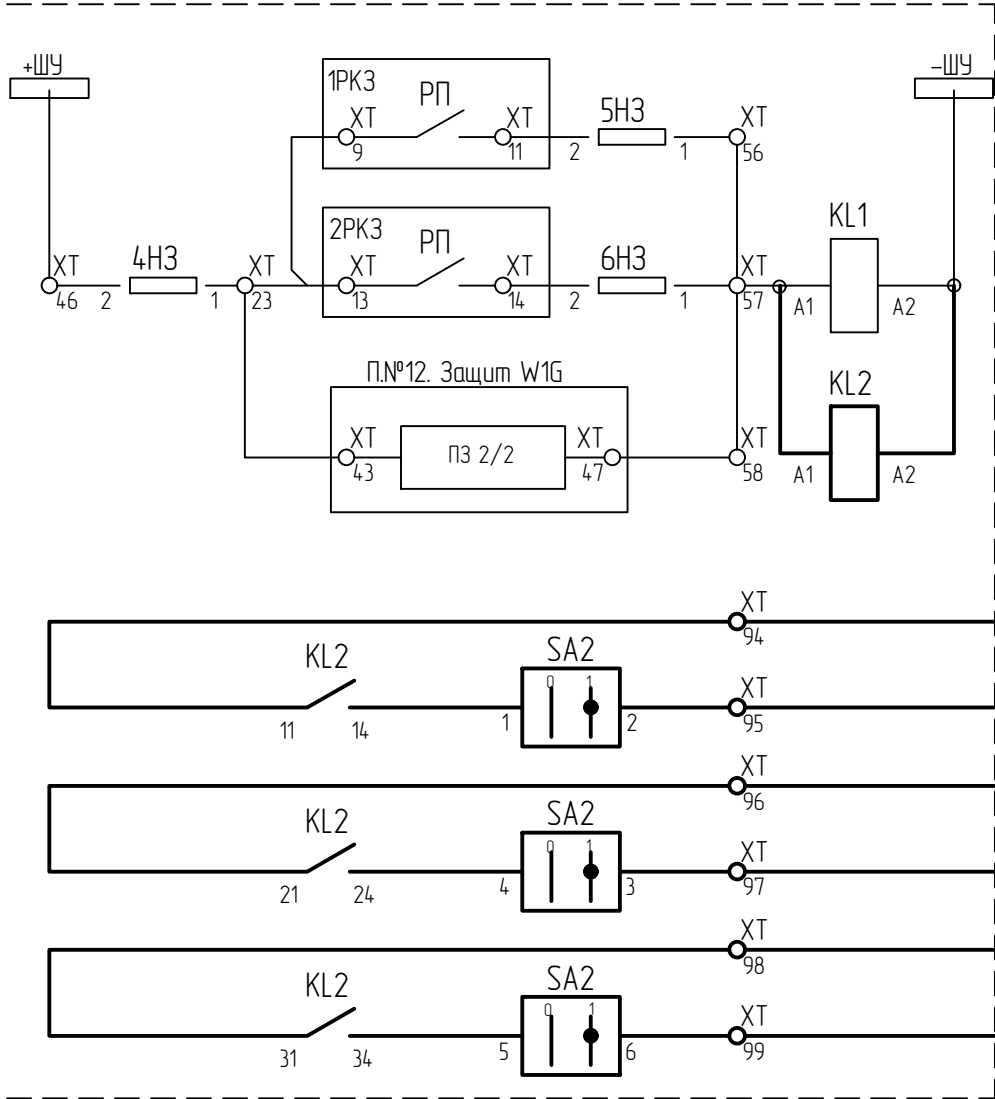 +ШУ
-ШУ
1РКЗ
РП
ХТ
ХТ
9
11
2
5НЗ
1
ХТ
56
2РКЗ
РП
ХТ
ХТ
13
14
2
6НЗ
1
ХТ
57
ХТ
46
2
4НЗ
1
ХТ
23
KL1
A1
A2
П.№12. Защит W1G
ХТ
43
ПЗ 2/2
ХТ
47
ХТ
58
KL2
A1
A2
ХТ
94
KL2
11
14
SA2
0
1
1
2
ХТ
95
ХТ
96
KL2
21
24
SA2
0
1
4
3
ХТ
97
ХТ
98
KL2
31
34
SA2
0
1
5
6
ХТ
99